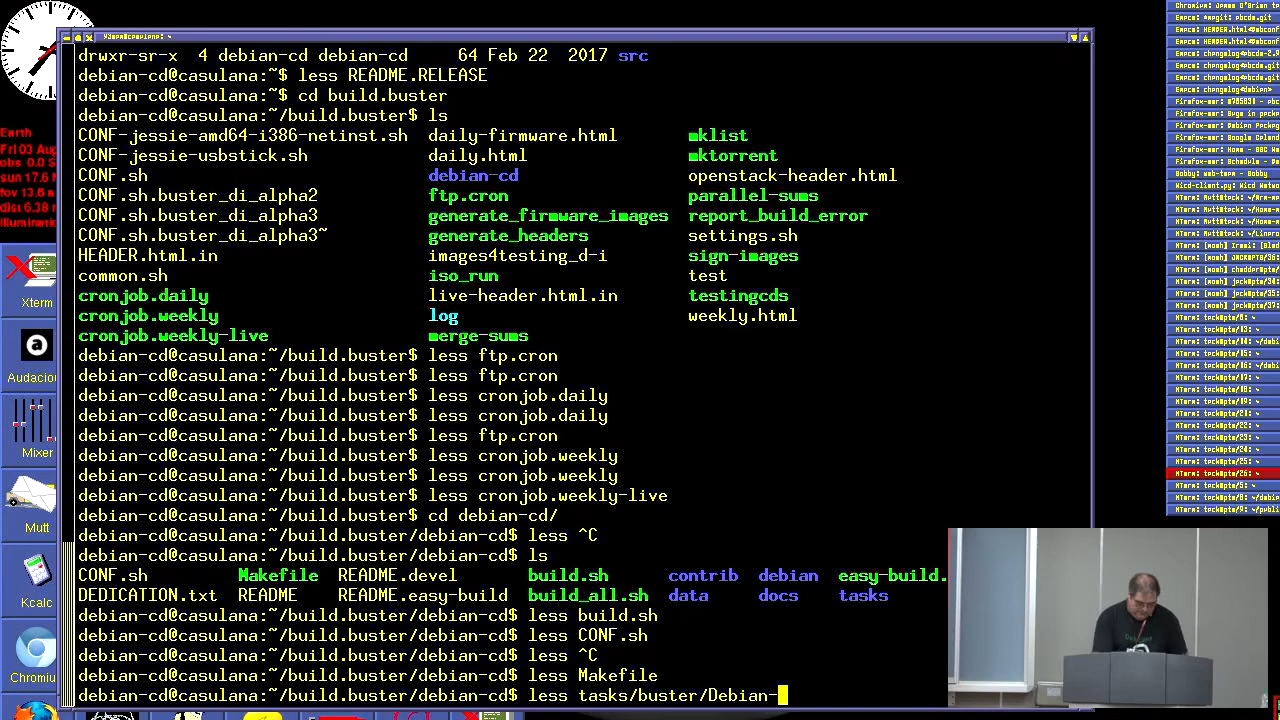 drwxr-sr-x  4 debian-cd debian-cd     64 Feb 22  2017 src
debian-cd@casulana:~$ less README.RELEASE
debian-cd@casulana:~$ cd build.buster
debian-cd@casulana:~/build.buster$ ls
CONF-jessie-amd64-i386-netinst.sh  daily-firmware.html       mklist
CONF-jessie-usbstick.sh            daily.html                mktorrent
CONF.sh                            debian-cd                 openstack-header.html
CONF.sh.buster_di_alpha2           ftp.cron                  parallel-sums
CONF.sh.buster_di_alpha3           generate_firmware_images  report_build_error
CONF.sh.buster_di_alpha3~          generate_headers          settings.sh
HEADER.html.in                     images4testing_d-i        sign-images
common.sh                          iso_run                   test
cronjob.daily                      live-header.html.in       testingcds
cronjob.weekly                     log                       weekly.html
cronjob.weekly-live                merge-sums
debian-cd@casulana:~/build.buster$ less ftp.cron
debian-cd@casulana:~/build.buster$ less ftp.cron
debian-cd@casulana:~/build.buster$ less cronjob.daily
debian-cd@casulana:~/build.buster$ less cronjob.daily
debian-cd@casulana:~/build.buster$ less ftp.cron
debian-cd@casulana:~/build.buster$ less cronjob.weekly
debian-cd@casulana:~/build.buster$ less cronjob.weekly
debian-cd@casulana:~/build.buster$ less cronjob.weekly-live
debian-cd@casulana:~/build.buster$ cd debian-cd/
debian-cd@casulana:~/build.buster/debian-cd$ less ^C
debian-cd@casulana:~/build.buster/debian-cd$ ls
CONF.sh         Makefile  README.devel       build.sh      contrib  debian  easy-build.
DEDICATION.txt  README    README.easy-build  build_all.sh  data     docs    tasks
debian-cd@casulana:~/build.buster/debian-cd$ less build.sh
debian-cd@casulana:~/build.buster/debian-cd$ less CONF.sh
debian-cd@casulana:~/build.buster/debian-cd$ less ^C
debian-cd@casulana:~/build.buster/debian-cd$ less Makefile
debian-cd@casulana:~/build.buster/debian-cd$ less tasks/buster/Debian-
Earth
Fri 03 Aug
Xterm
Audacio
Mixer
Mutt
Kcalc
Chromiu